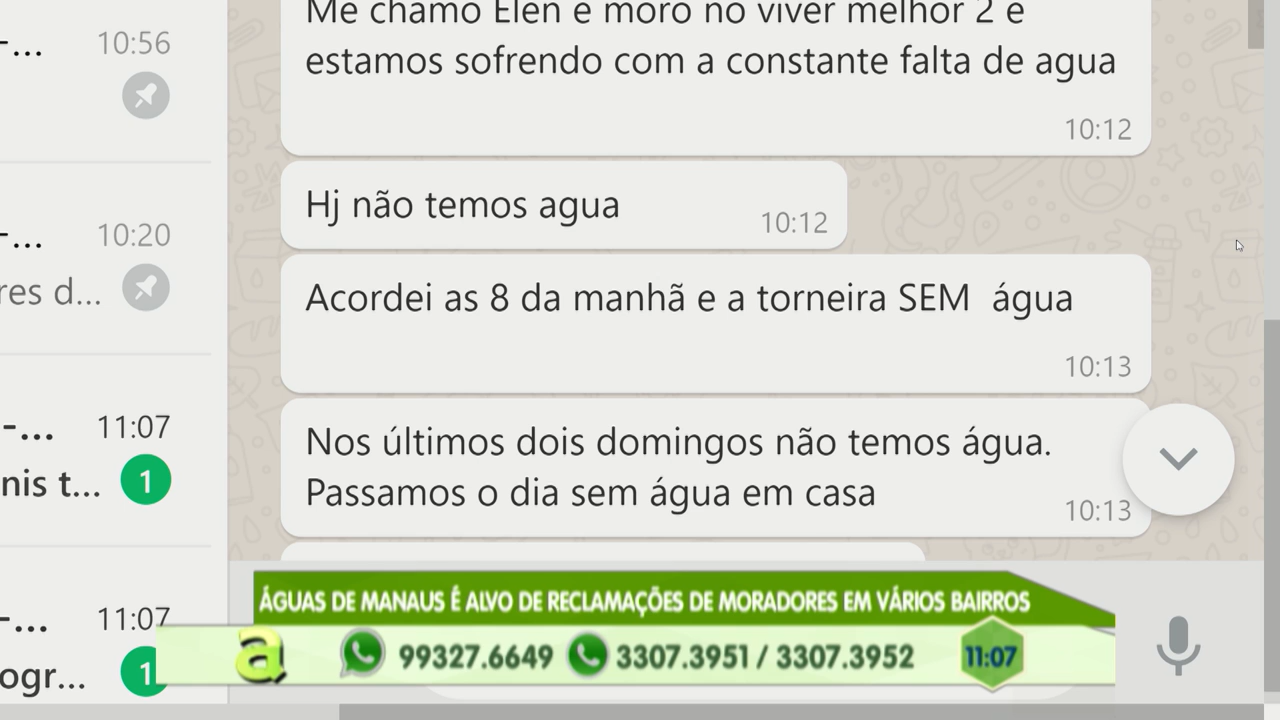 -...
10:56
-...
10:20
res d...
-...
11:07
nis t...
1
-...
11:07
ogr...
1
Me chamo Elen e moro no viver melhor 2 e
estamos sofrendo com a constante falta de agua
10:12
Hj não temos agua
10:12
Acordei as 8 da manhã e a torneira SEM  água
10:13
Nos últimos dois domingos não temos água.
Passamos o dia sem água em casa
10:13
ÁGUAS DE MANAUS É ALVO DE RECLAMAÇÕES DE MORADORES EM VÁRIOS BAIRROS
a 99327.6649 3307.3951 / 3307.3952 11:07